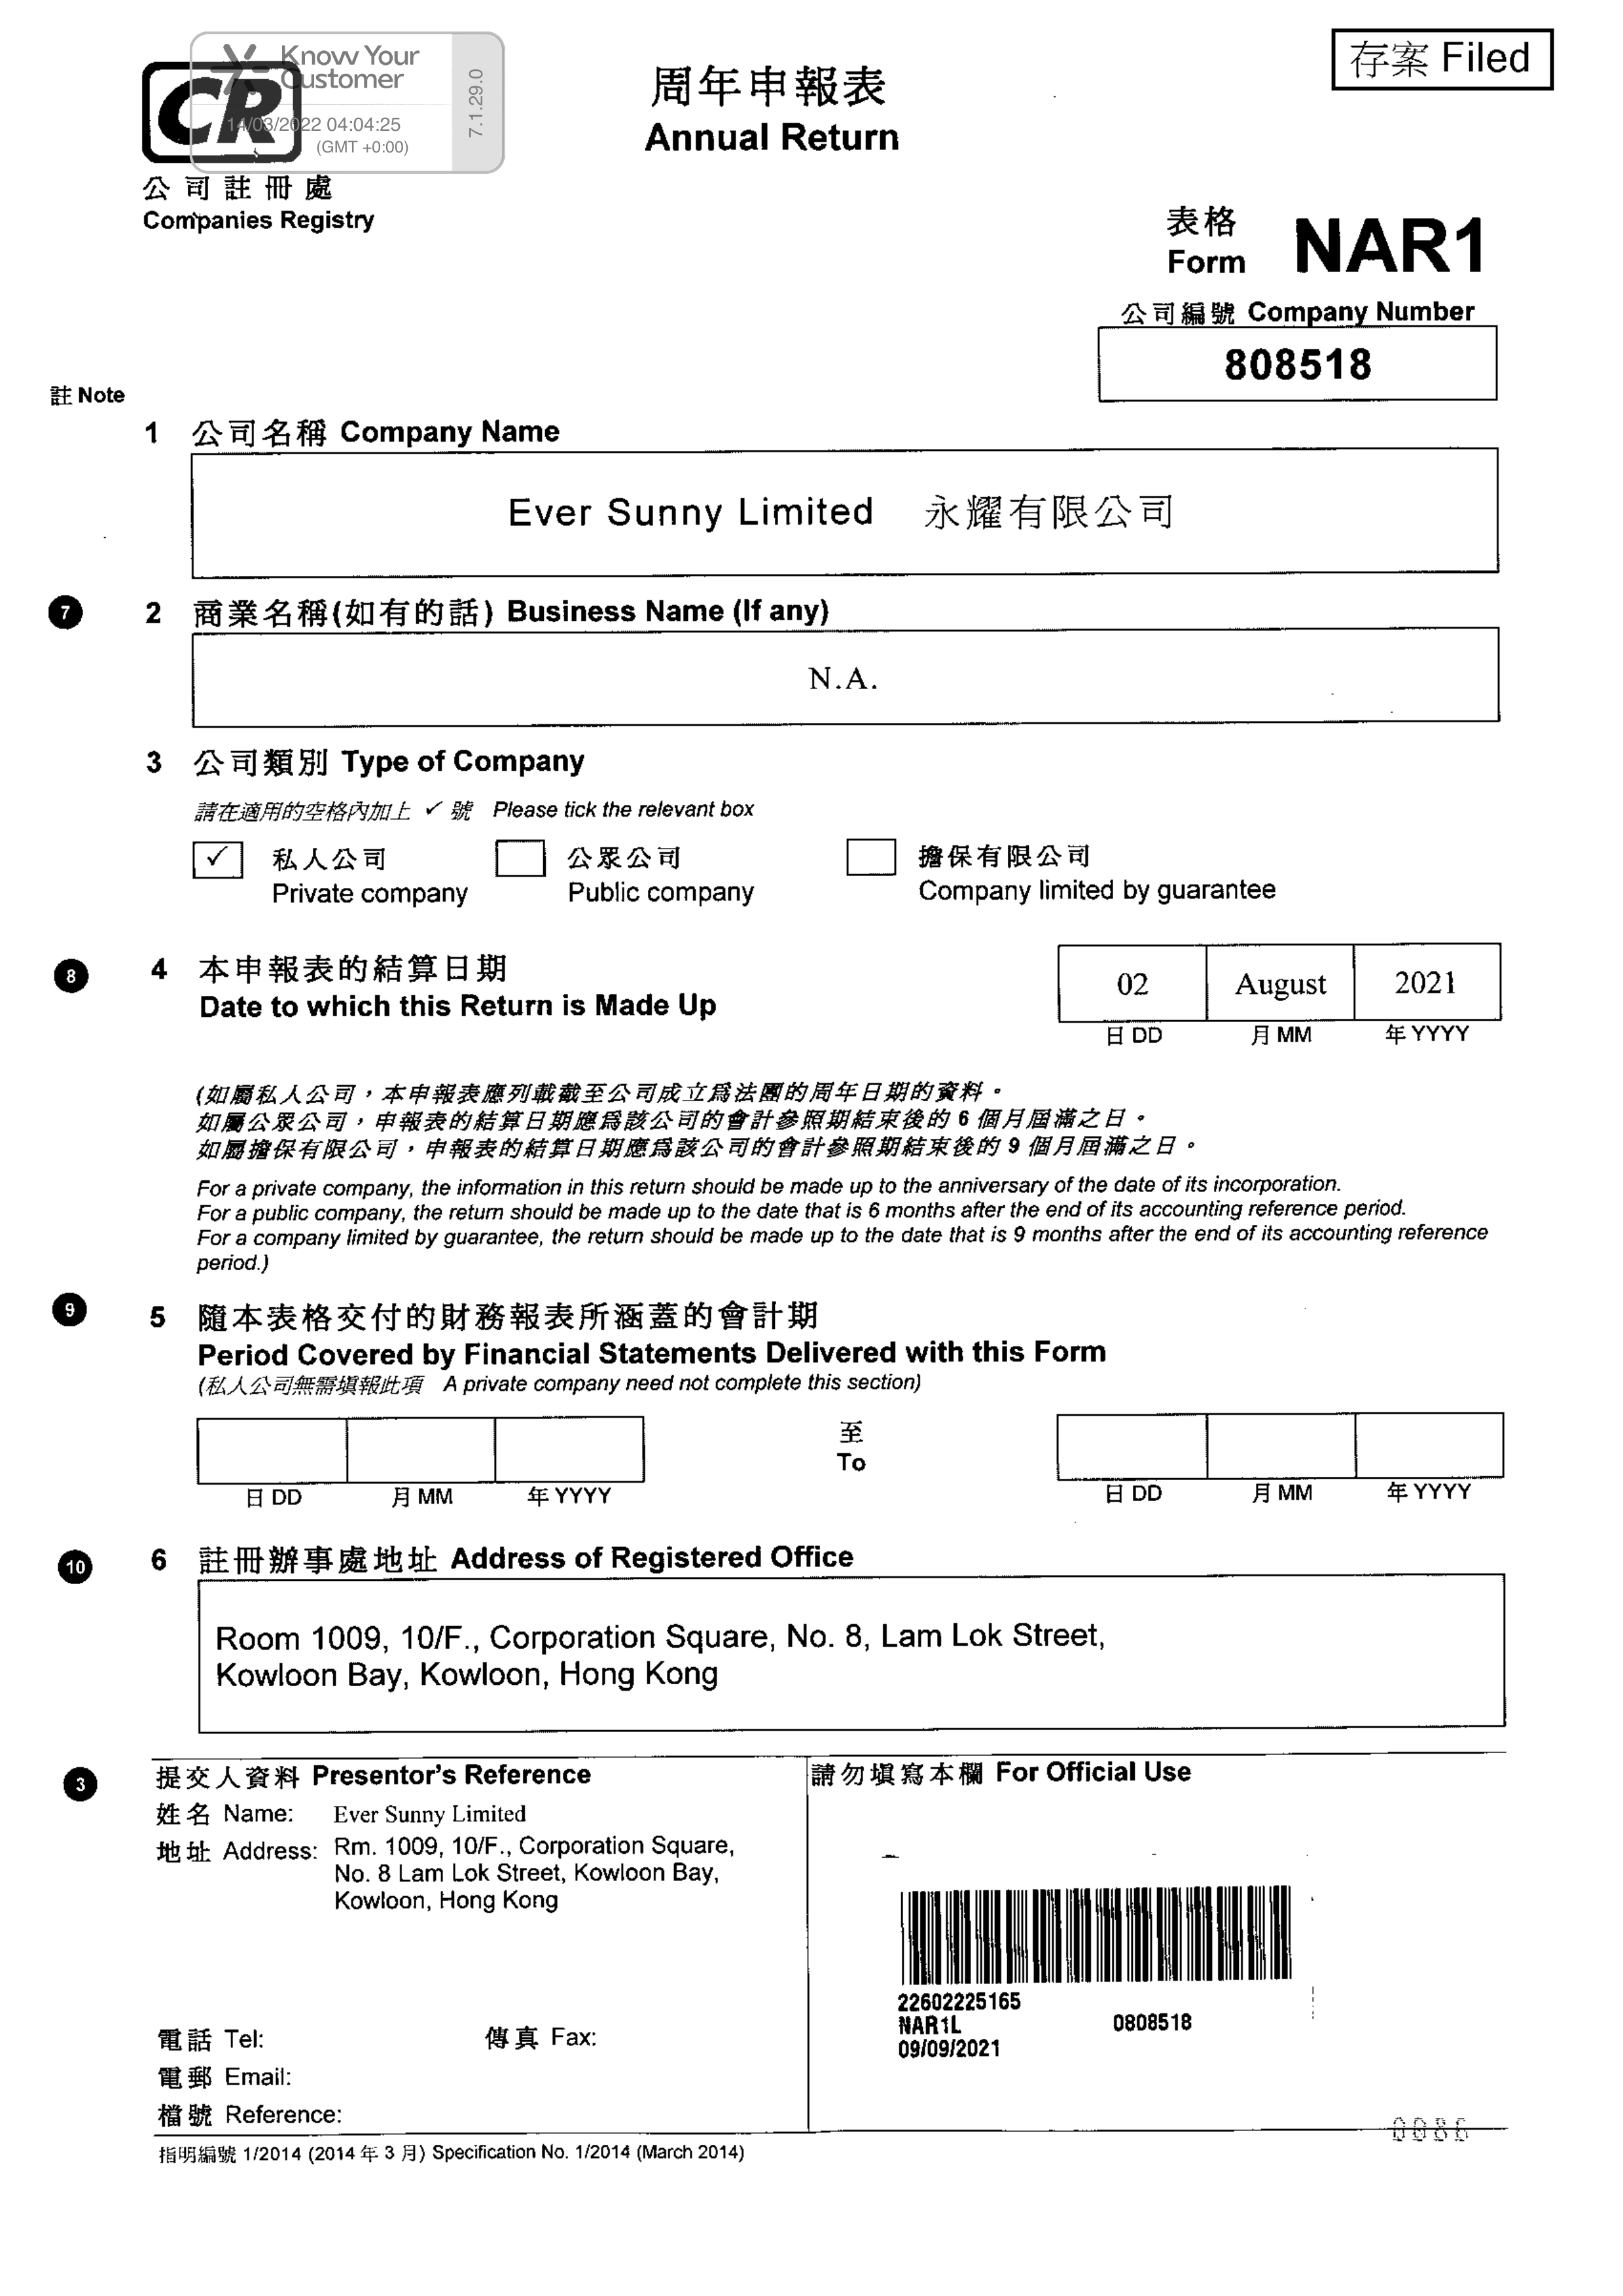 存案 Filed
Know Your
Customer
14/03/2022 04:04:25
(GMT +0:00)
7.1.29.0
CR
公司註冊處
Companies Registry
周年申報表
Annual Return
表格
Form NAR1
公司編號 Company Number
808518
註 Note
1 公司名稱 Company Name
Ever Sunny Limited 永耀有限公司
7 2 商業名稱(如有的話) Business Name (If any)
N.A.
3 公司類別 Type of Company
請在適用的空格內加上 ✓ 號 Please tick the relevant box
✓ 私人公司 公眾公司 擔保有限公司
Private company Public company Company limited by guarantee
8 4 本申報表的結算日期
Date to which this Return is Made Up
02 August 2021
日 DD 月 MM 年 YYYY
(如屬私人公司，本申報表應列載截至公司成立為法團的周年日期的資料。
如屬公眾公司，申報表的結算日期應為該公司的會計參照期結束後的 6 個月屆滿之日。
如屬擔保有限公司，申報表的結算日期應為該公司的會計參照期結束後的 9 個月屆滿之日。
For a private company, the information in this return should be made up to the anniversary of the date of its incorporation.
For a public company, the return should be made up to the date that is 6 months after the end of its accounting reference period.
For a company limited by guarantee, the return should be made up to the date that is 9 months after the end of its accounting reference
period.)
9 5 隨本表格交付的財務報表所涵蓋的會計期
Period Covered by Financial Statements Delivered with this Form
(私人公司無需填報此項 A private company need not complete this section)
至
To
日 DD 月 MM 年 YYYY 日 DD 月 MM 年 YYYY
10 6 註冊辦事處地址 Address of Registered Office
Room 1009, 10/F., Corporation Square, No. 8, Lam Lok Street,
Kowloon Bay, Kowloon, Hong Kong
3 提交人資料 Presentor's Reference
姓名 Name: Ever Sunny Limited
地址 Address: Rm. 1009, 10/F., Corporation Square,
No. 8 Lam Lok Street, Kowloon Bay,
Kowloon, Hong Kong
電話 Tel: 傳真 Fax:
電郵 Email:
檔號 Reference:
請勿填寫本欄 For Official Use
22602225165
NAR1L 0808518
09/09/2021
0086
指明編號 1/2014 (2014 年 3 月) Specification No. 1/2014 (March 2014)